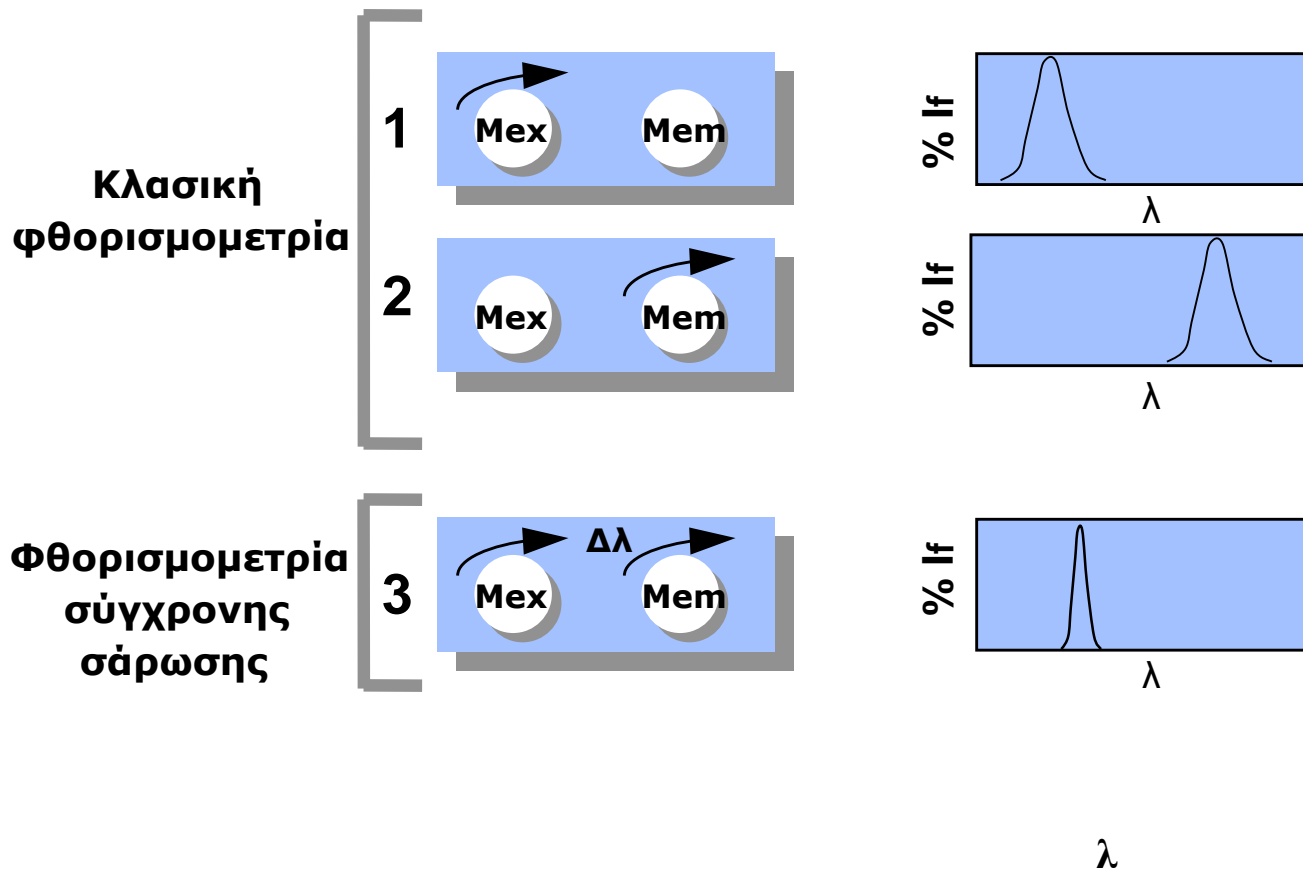 Κλασική
φθορισμομετρία
1
Mex
Mem
% If
λ
2
Mex
Mem
% If
λ
Φθορισμομετρία
σύγχρονης
σάρωσης
3
Mex
Δλ
Mem
% If
λ
λ